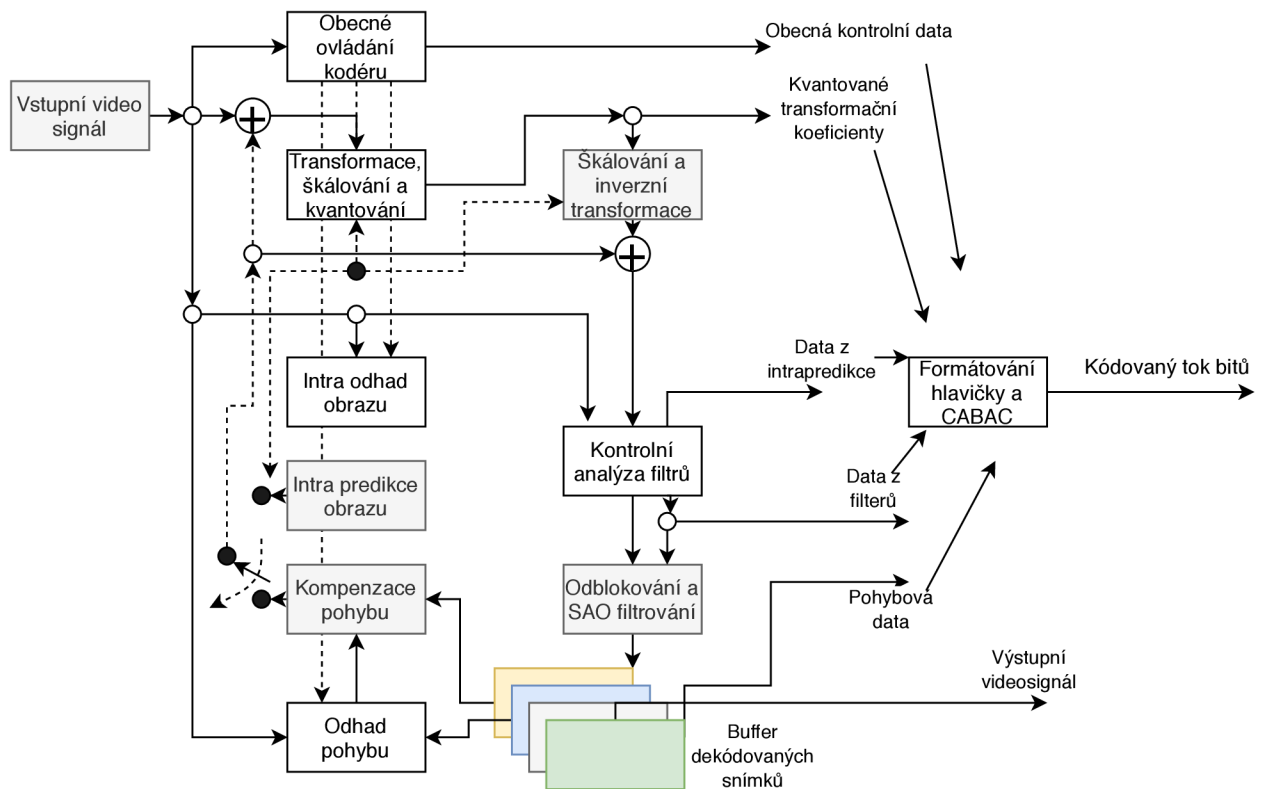 Obecné
ovládání
kodéru
Obecná kontrolní data
Vstupní video
signál
Kvantované
transformační
koeficienty
Transformace,
škálování a
kvantování
Škálování a
inverzní
transformace
Intra odhad
obrazu
Data z
intrapredikce
Formátování
hlavičky a
CABAC
Kódovaný tok bitů
Kontrolní
analýza filtrů
Intra predikce
obrazu
Data z
filterů
Kompenzace
pohybu
Odblokování a
SAO filtrování
Pohybová
data
Výstupní
videosignál
Odhad
pohybu
Buffer
dekódovaných
snímků